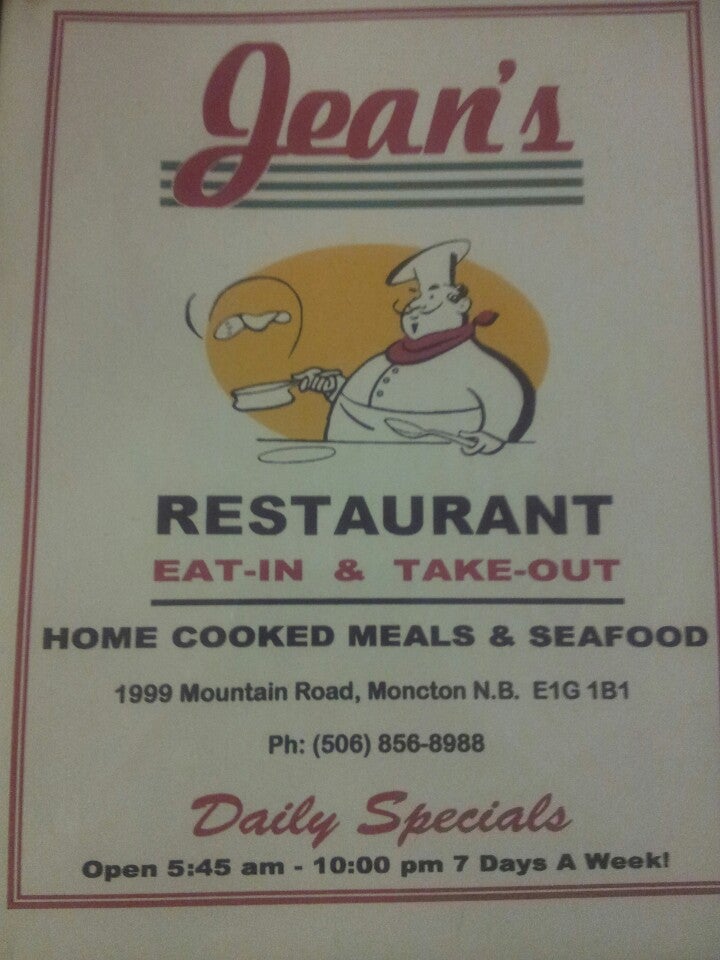 Jean's
RESTAURANT
EAT-IN & TAKE-OUT
HOME COOKED MEALS & SEAFOOD
1999 Mountain Road, Moncton N.B. E1G 1B1
Ph: (506) 856-8988
Daily Specials
Open 5:45 am - 10:00 pm 7 Days A Week!